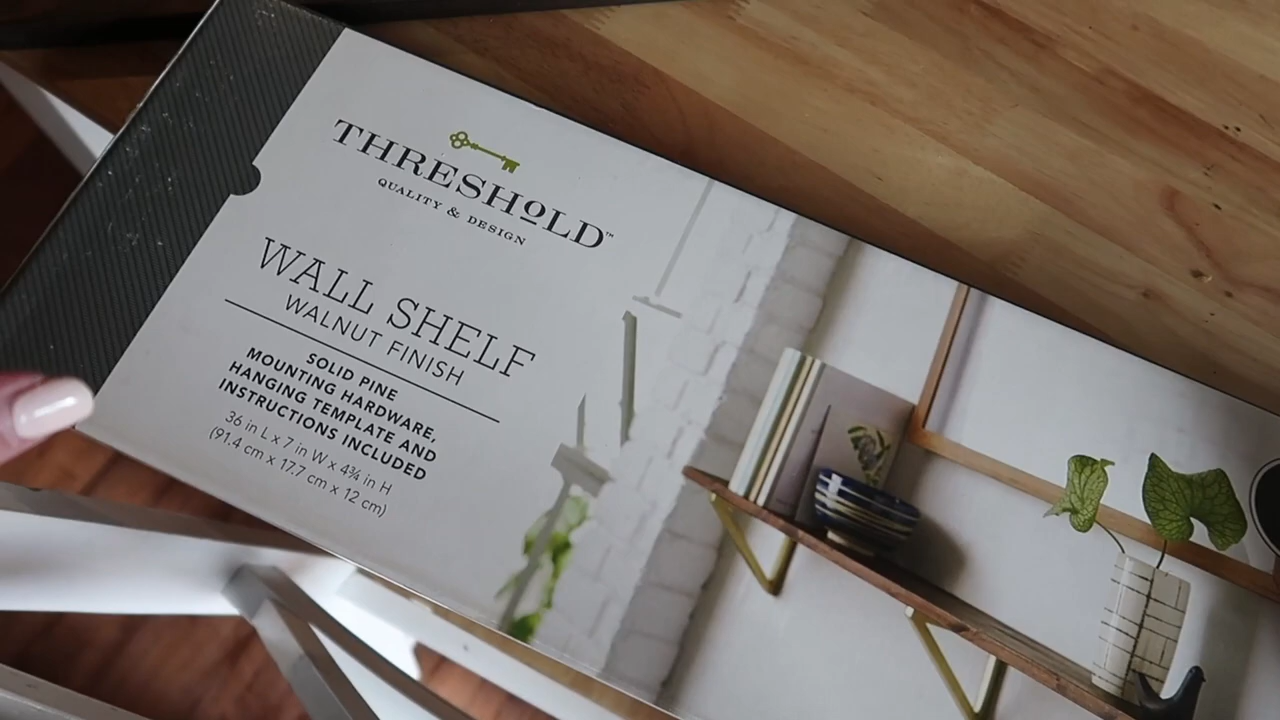 THRESHOLD™
QUALITY & DESIGN
WALL SHELF
WALNUT FINISH
SOLID PINE
MOUNTING HARDWARE,
HANGING TEMPLATE AND
INSTRUCTIONS INCLUDED
36 in L x 7 in W x 4¾ in H
(91.4 cm x 17.7 cm x 12 cm)